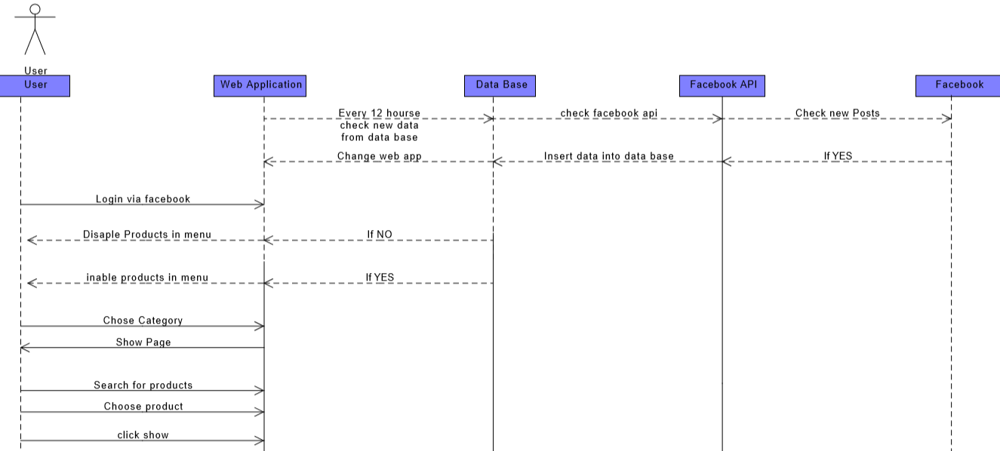 User
User
Web Application
Data Base
Facebook API
Facebook
Every 12 hourse
check new data
from data base
check facebook api
Check new Posts
Change web app
Insert data into data base
If YES
Login via facebook
Disaple Products in menu
If NO
inable products in menu
If YES
Chose Category
Show Page
Search for products
Choose product
click show